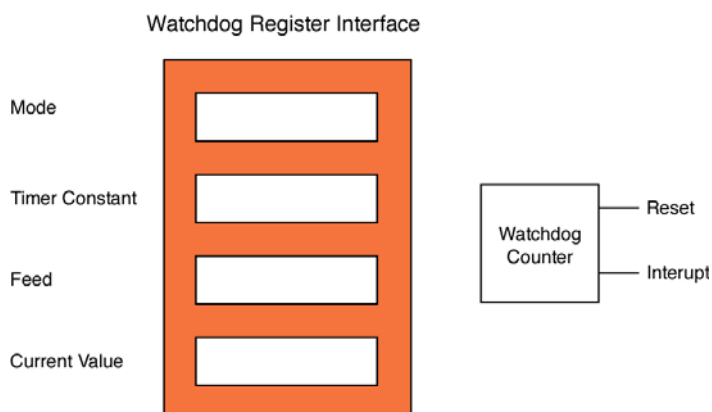 Watchdog Register Interface
Mode
Timer Constant
Feed
Current Value
Watchdog
Counter
Reset
Interupt